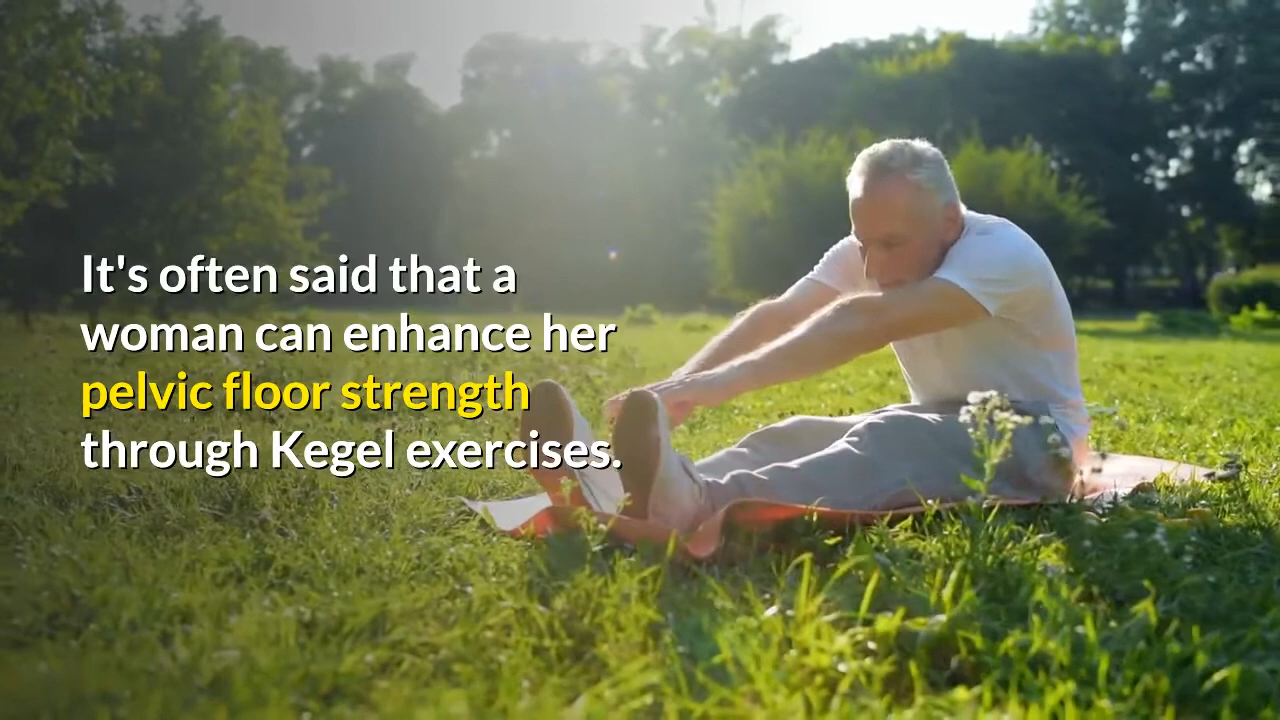 It's often said that a
woman can enhance her
pelvic floor strength
through Kegel exercises.